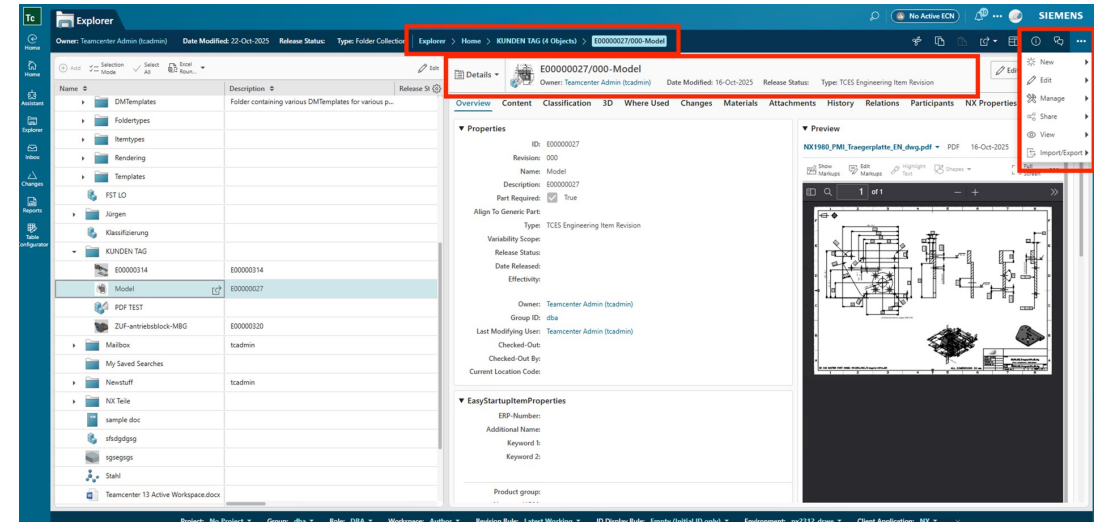 Tc
Explorer
No Active ECN
SIEMENS
Owner: Teamcenter Admin (tcadmin) Date Modified: 22-Oct-2025 Release Status: Type: Folder Collection
Explorer > Home > KUNDEN TAG (4 Objects) > E00000027/000-Model
Home
Home
Assistant
Explorer
Inbox
Changes
Reports
Table
Configurator
Add Selection Mode Select All Excel Roun... Edit
Name Description Release St
DMTemplates Folder containing various DMTemplates for various p...
Foldertypes
Itemtypes
Rendering
Templates
FST LO
Jürgen
Klassifizierung
KUNDEN TAG
E00000314 E00000314
Model E00000027
PDF TEST
ZUF-antriebsblock-MBG E00000320
Mailbox tcadmin
My Saved Searches
Newstuff tcadmin
NX Teile
sample doc
sfsdgdgsg
sgsegsgs
Stahl
Teamcenter 13 Active Workspace.docx
Details
E00000027/000-Model
Owner: Teamcenter Admin (tcadmin) Date Modified: 16-Oct-2025 Release Status: Type: TCES Engineering Item Revision
Edi
New
Edit
Manage
Share
View
Import/Export
Overview Content Classification 3D Where Used Changes Materials Attachments History Relations Participants NX Properties
Properties
ID: E00000027
Revision: 000
Name: Model
Description: E00000027
Part Required: True
Align To Generic Part:
Type: TCES Engineering Item Revision
Variability Scope:
Release Status:
Date Released:
Effectivity:
Owner: Teamcenter Admin (tcadmin)
Group ID: dba
Last Modifying User: Teamcenter Admin (tcadmin)
Checked-Out:
Checked-Out By:
Current Location Code:
EasyStartupItemProperties
ERP-Number:
Additional Name:
Keyword 1:
Keyword 2:
Product group:
Preview
NX1980_PMI_Traegerplatte_EN_dwg.pdf PDF 16-Oct-2025
Show Markups Edit Markups Highlight Text Shapes Full Screen
1 of 1
Project: No Project Group: dba Role: DBA Workspace: Author Revision Rule: Latest Working ID Display Rule: Empty (Initial ID only) Environment: nx2312_drws Client Application: NX